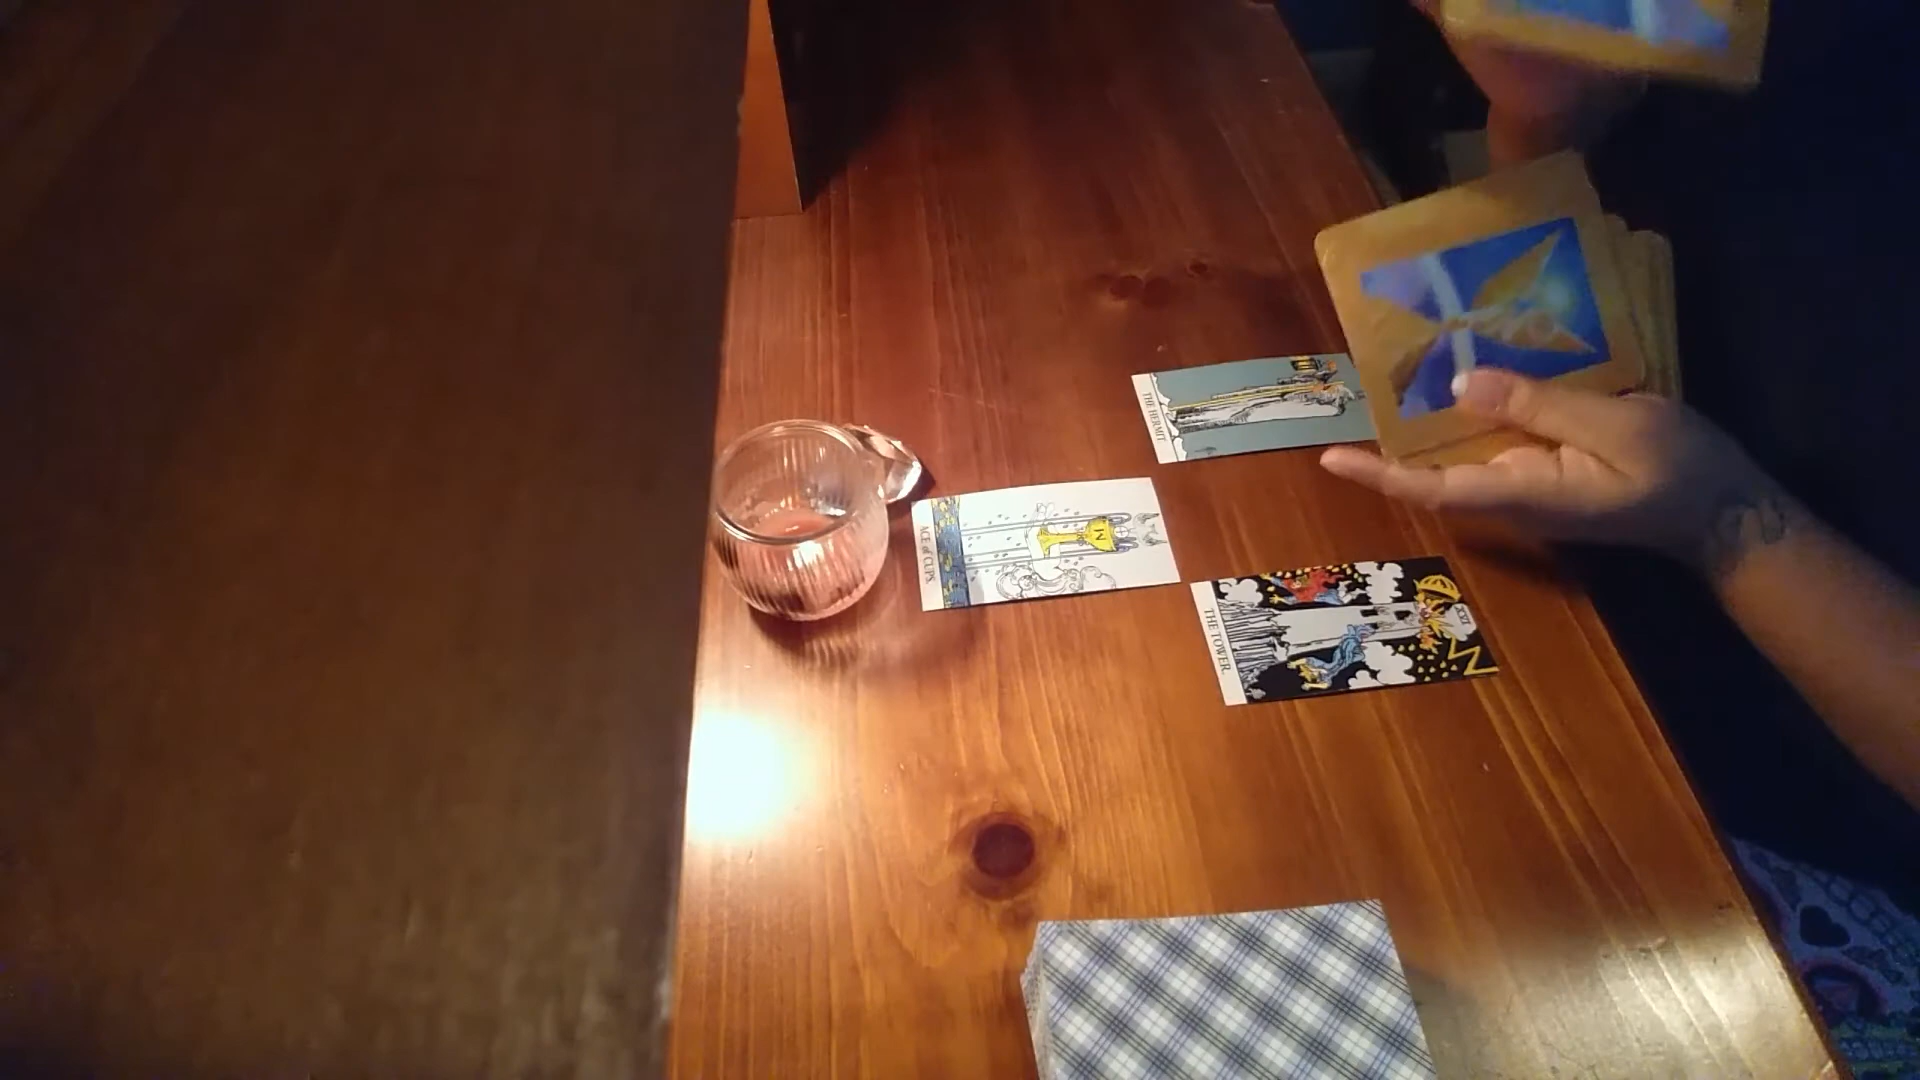 THE HERMIT
ACE of CUPS.
THE TOWER.
XVI